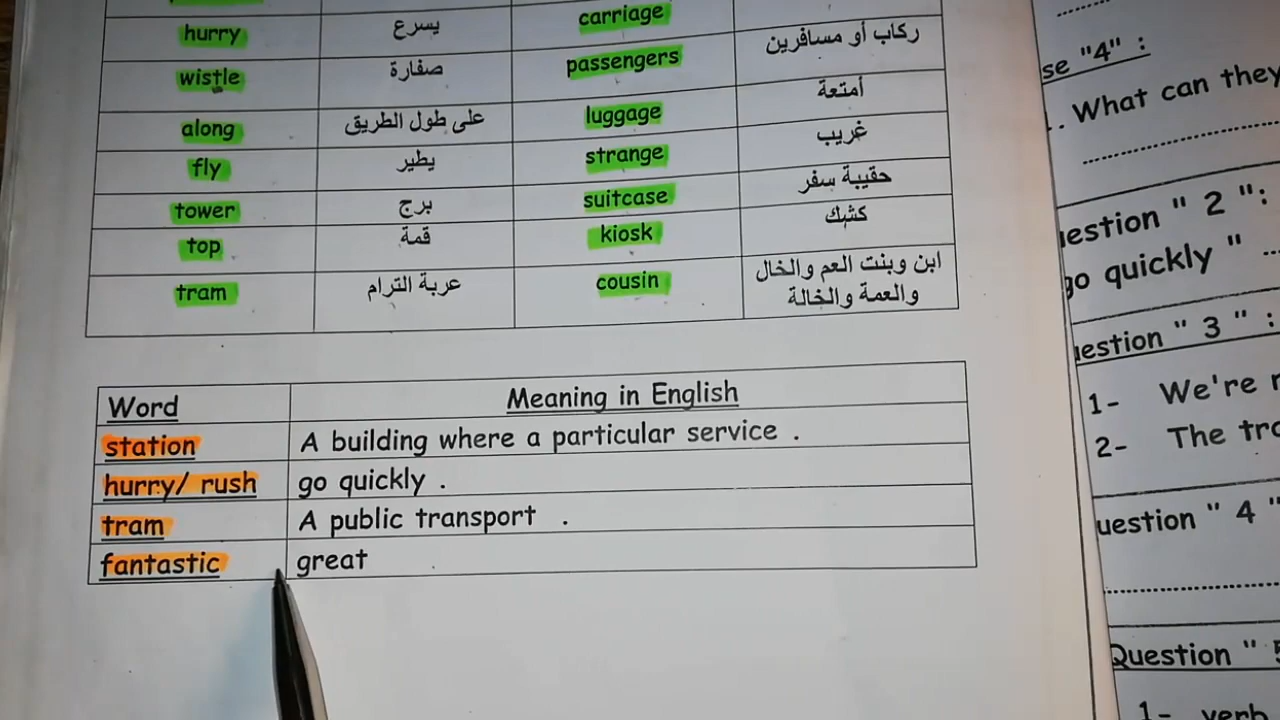 carriage
hurry يسرع
passengers ركاب أو مسافرين
wistle صفارة
luggage أمتعة
along على طول الطريق
strange غريب
fly يطير
suitcase حقيبة سفر
tower برج
kiosk كشك
top قمة
cousin ابن وبنت العم والخال
والعمة والخالة
tram عربة الترام
Word Meaning in English
station A building where a particular service .
hurry/ rush go quickly .
tram A public transport .
fantastic great
se "4" :
. What can they
uestion " 2 ":
go quickly "
uestion " 3 " :
1- We're
2- The
uestion " 4 "
Question "
1- verb